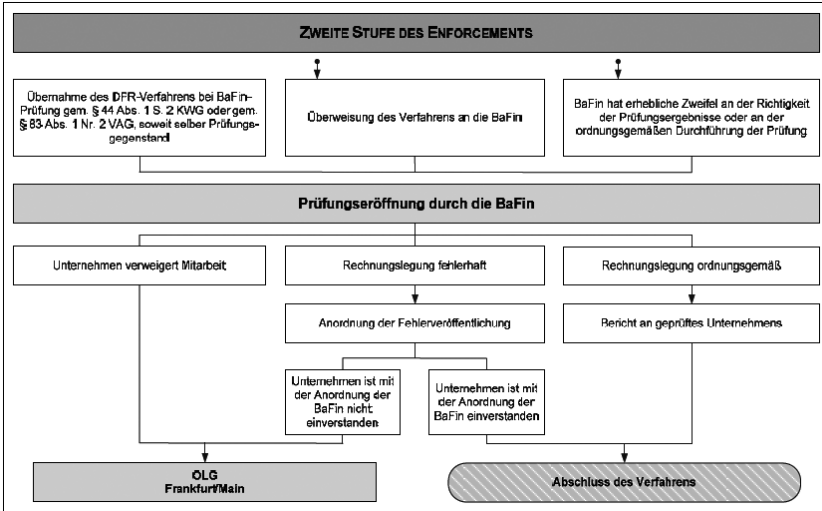 ZWEITE STUFE DES ENFORCEMENTS
Übernahme des DFR-Verfahrens bei BaFin-
Prüfung gem. § 44 Abs. 1 S. 2 KWG oder gem.
§ 83 Abs. 1 Nr. 2 VAG, soweit selber Prüfungs-
gegenstand
Überweisung des Verfahrens an die BaFin
BaFin hat erhebliche Zweifel an der Richtigkeit
der Prüfungsergebnisse oder an der
ordnungsgemäßen Durchführung der Prüfung
Prüfungseröffnung durch die BaFin
Unternehmen verweigert Mitarbeit
Rechnungslegung fehlerhaft
Rechnungslegung ordnungsgemäß
Anordnung der Fehlerveröffentlichung
Bericht an geprüftes Unternehmens
Unternehmen ist mit
der Anordnung der
BaFin nicht
einverstanden
Unternehmen ist mit
der Anordnung der
BaFin einverstanden
OLG
Frankfurt/Main
Abschluss des Verfahrens